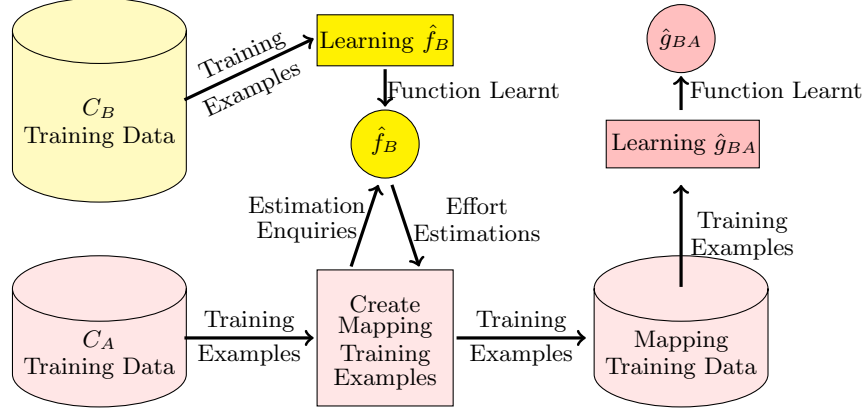 C_B
Training Data
Training
Examples
Learning f̂_B
Function Learnt
f̂_B
Estimation
Enquiries
Effort
Estimations
ĝ_BA
Function Learnt
Learning ĝ_BA
Training
Examples
C_A
Training Data
Training
Examples
Create
Mapping
Training
Examples
Training
Examples
Mapping
Training Data